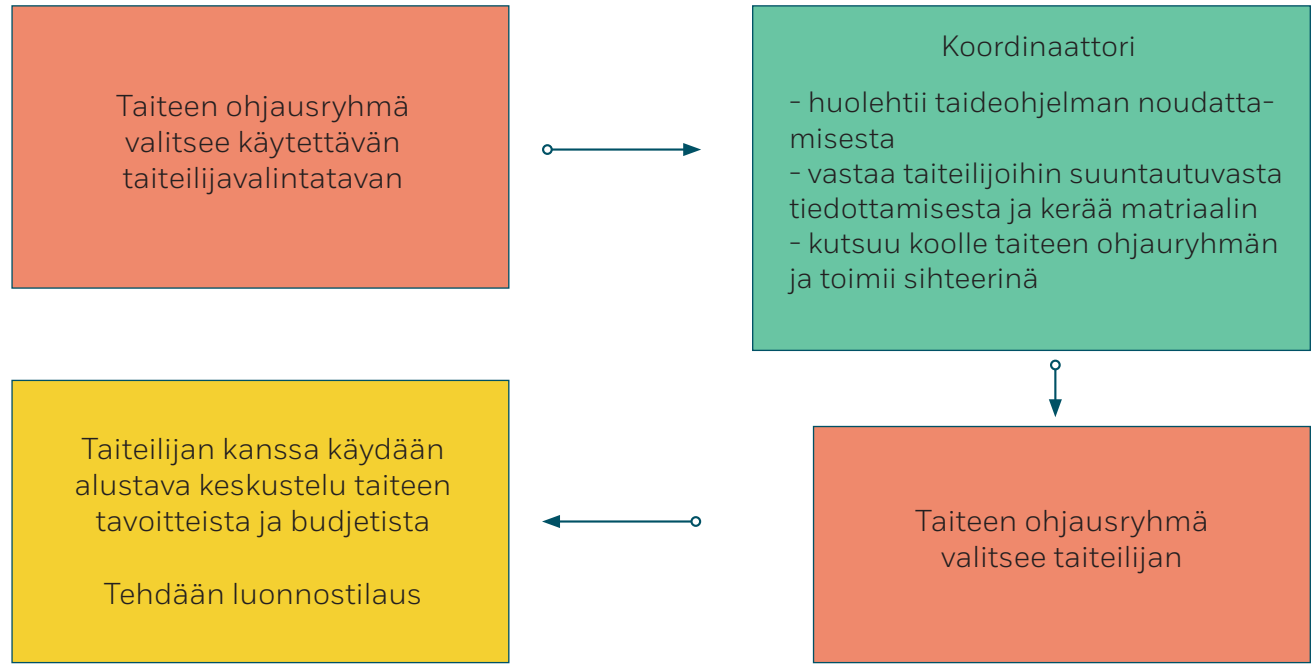 Taiteen ohjausryhmä
valitsee käytettävän
taiteilijavalintatavan
Koordinaattori
- huolehtii taideohjelman noudatta-
misesta
- vastaa taiteilijoihin suuntautuvasta
tiedottamisesta ja kerää matriaalin
- kutsuu koolle taiteen ohjauryhmän
ja toimii sihteerinä
Taiteen ohjausryhmä
valitsee taiteilijan
Taiteilijan kanssa käydään
alustava keskustelu taiteen
tavoitteista ja budjetista
Tehdään luonnostilaus